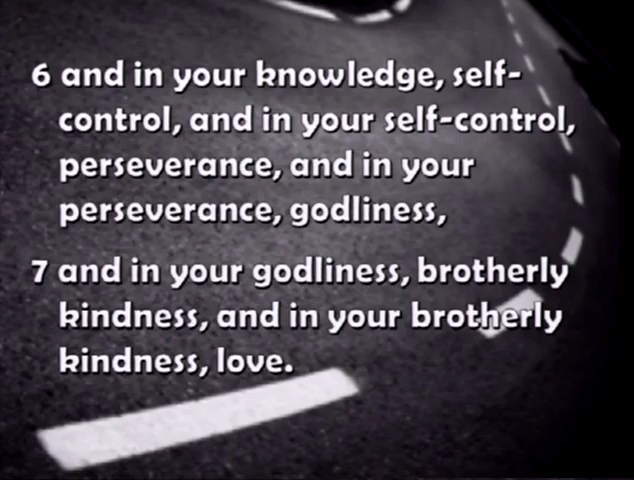 6 and in your knowledge, self-
control, and in your self-control,
perseverance, and in your
perseverance, godliness,
7 and in your godliness, brotherly
kindness, and in your brotherly
kindness, love.